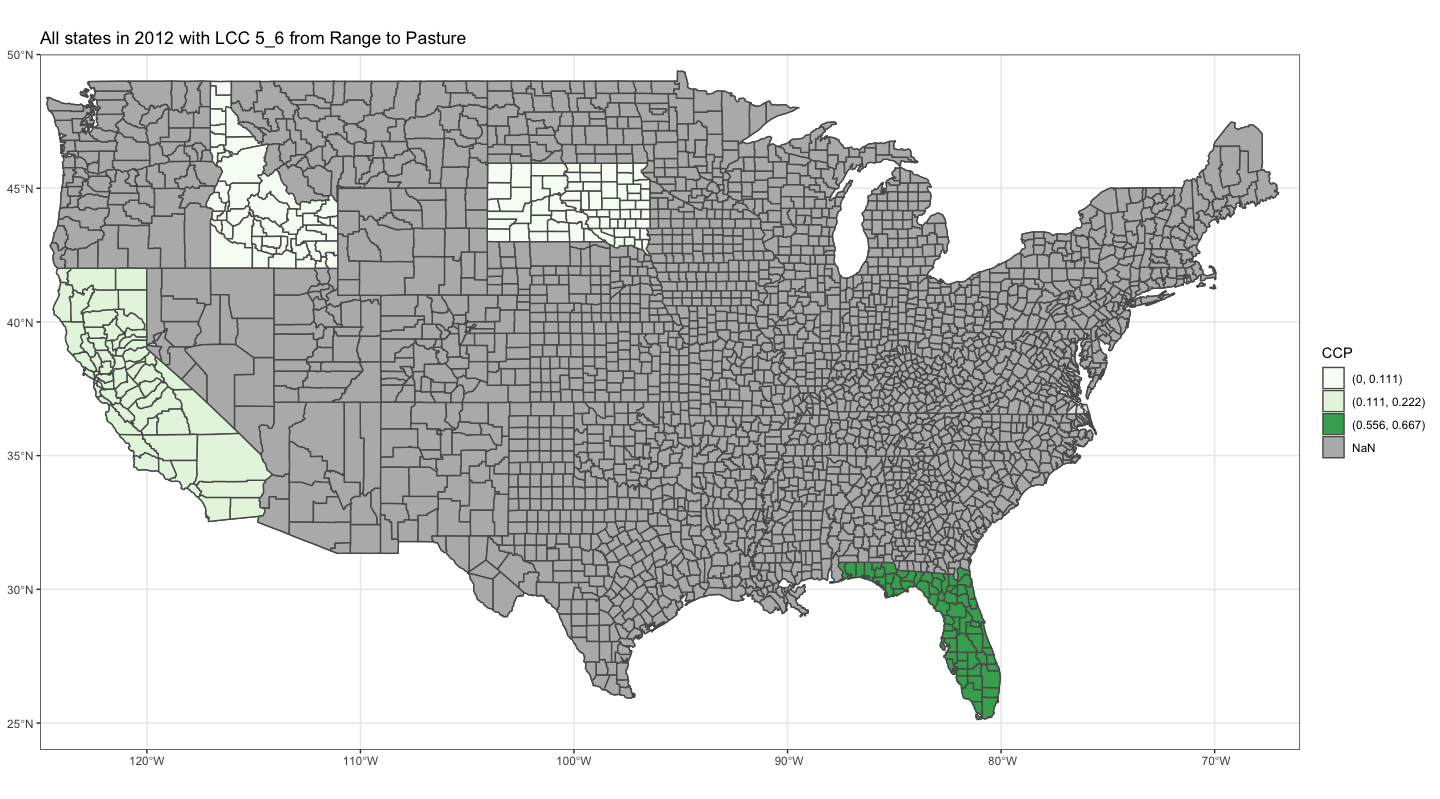 All states in 2012 with LCC 5_6 from Range to Pasture
50°N
45°N
40°N
35°N
30°N
25°N
120°W
110°W
100°W
90°W
80°W
70°W
CCP
(0, 0.111)
(0.111, 0.222)
(0.556, 0.667)
NaN